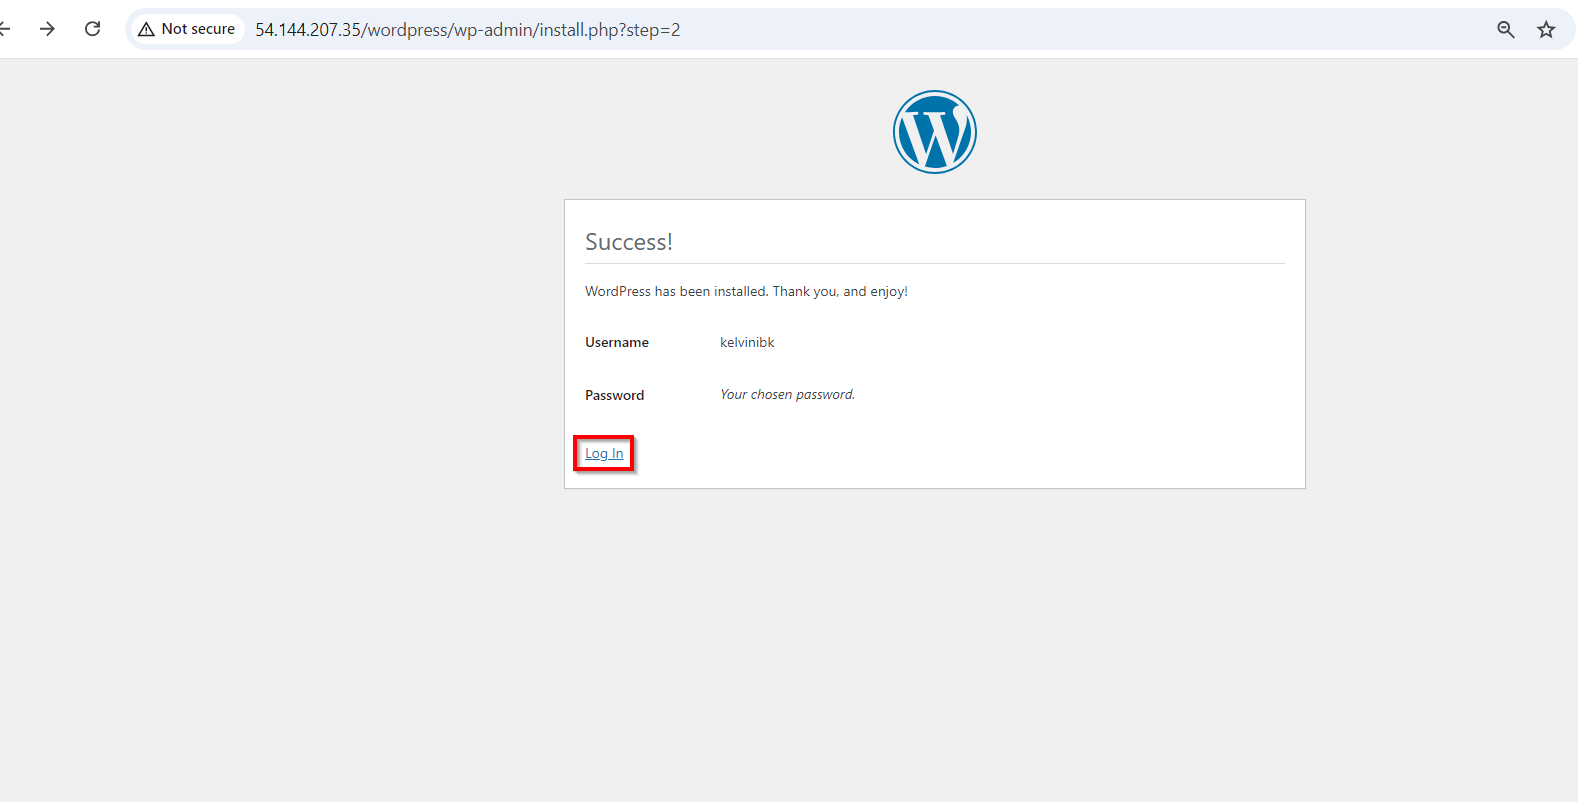 Not secure 54.144.207.35/wordpress/wp-admin/install.php?step=2
W
Success!
WordPress has been installed. Thank you, and enjoy!
Username kelvinibk
Password Your chosen password.
Log In